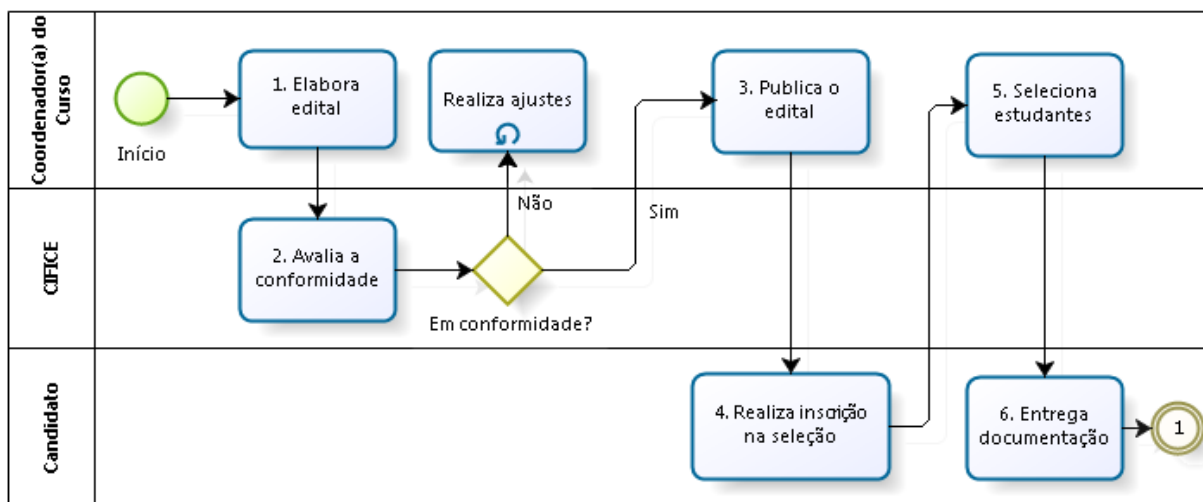 Coordenador(a) do
Curso
Início
1. Elabora
edital
Realiza ajustes
3. Publica o
edital
5. Seleciona
estudantes
CIFICE
2. Avalia a
conformidade
Não
Sim
Em conformidade?
Candidato
4. Realiza inscrição
na seleção
6. Entrega
documentação
1